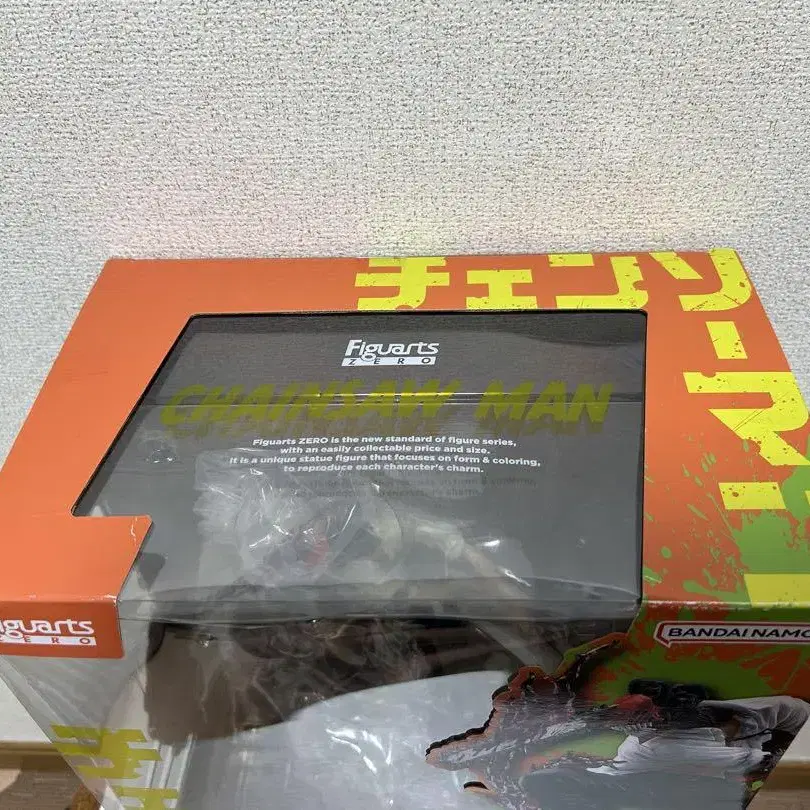 チェンソーマン
Figuarts
ZERO
CHAINSAW MAN
Figuarts ZERO is the new standard of figure series,
with an easily collectable price and size.
It is a unique statue figure that focuses on form & coloring,
to reproduce each character's charm.
iguarts
ZERO
BANDAI NAMCO
チ